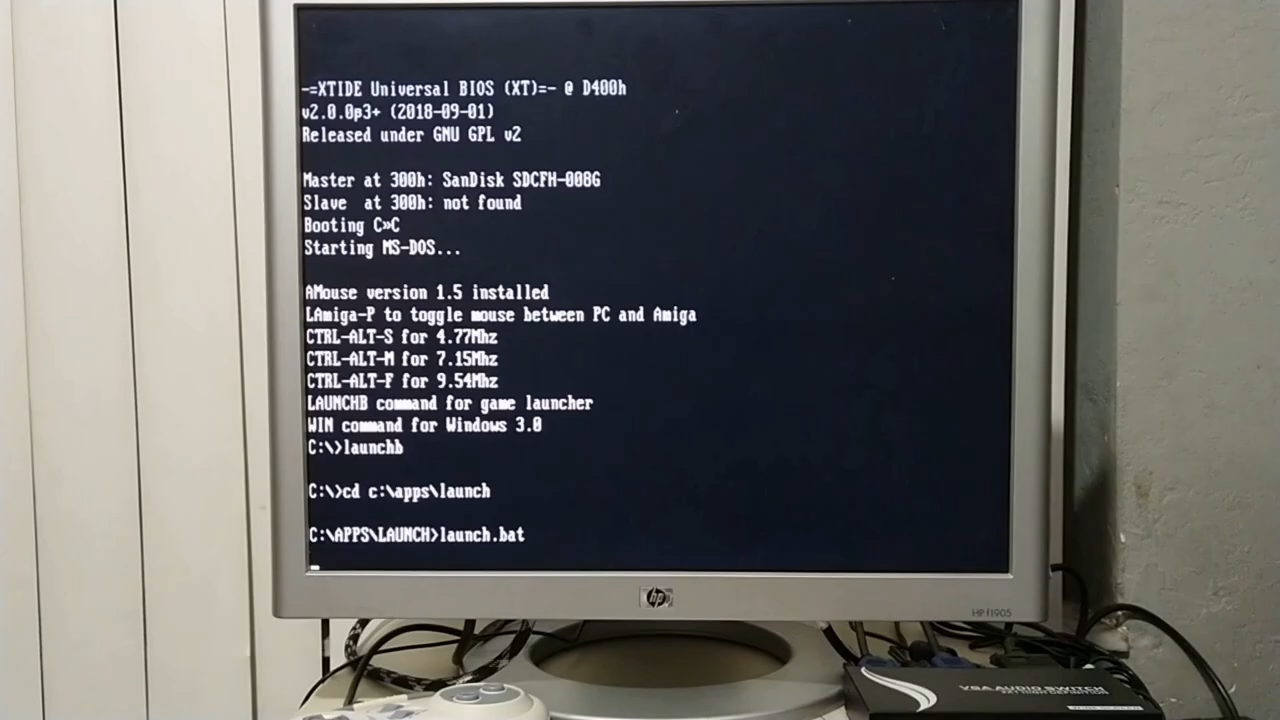 -=XTIDE Universal BIOS (XT)=- @ D400h
v2.0.0β3+ (2018-09-01)
Released under GNU GPL v2
Master at 300h: SanDisk SDCFH-008G
Slave  at 300h: not found
Booting C»C
Starting MS-DOS...
AMouse version 1.5 installed
LAmiga-P to toggle mouse between PC and Amiga
CTRL-ALT-S for 4.77Mhz
CTRL-ALT-M for 7.15Mhz
CTRL-ALT-F for 9.54Mhz
LAUNCHB command for game launcher
WIN command for Windows 3.0
C:\>launchb
C:\>cd c:\apps\launch
C:\APPS\LAUNCH>launch.bat
hp
HP f1905
VGA AUDIO SWITCH